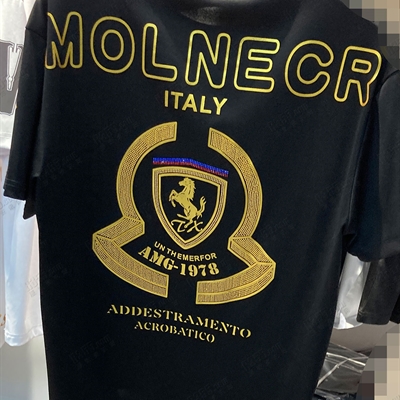 MOLNECR
ITALY
UN THEMERFOR
AMG-1978
ADDESTRAMENTO
ACROBATICO